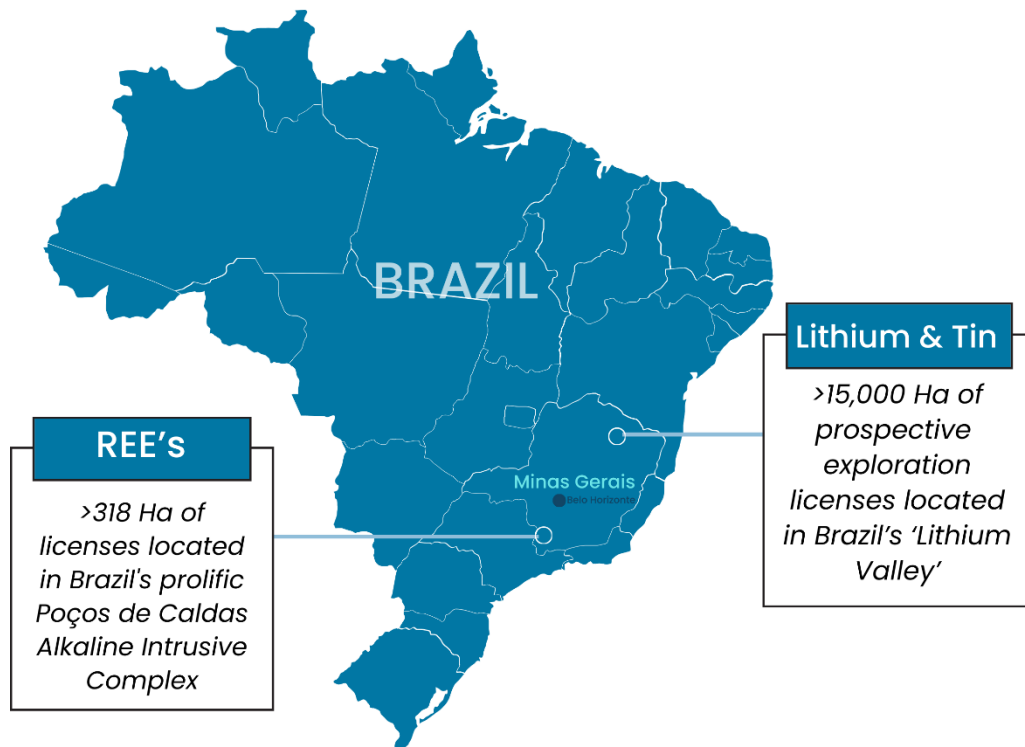 BRAZIL
Lithium & Tin
>15,000 Ha of
prospective
exploration
licenses located
in Brazil's ‘Lithium
Valley’
REE's
>318 Ha of
licenses located
in Brazil's prolific
Poços de Caldas
Alkaline Intrusive
Complex
Minas Gerais
Belo Horizonte